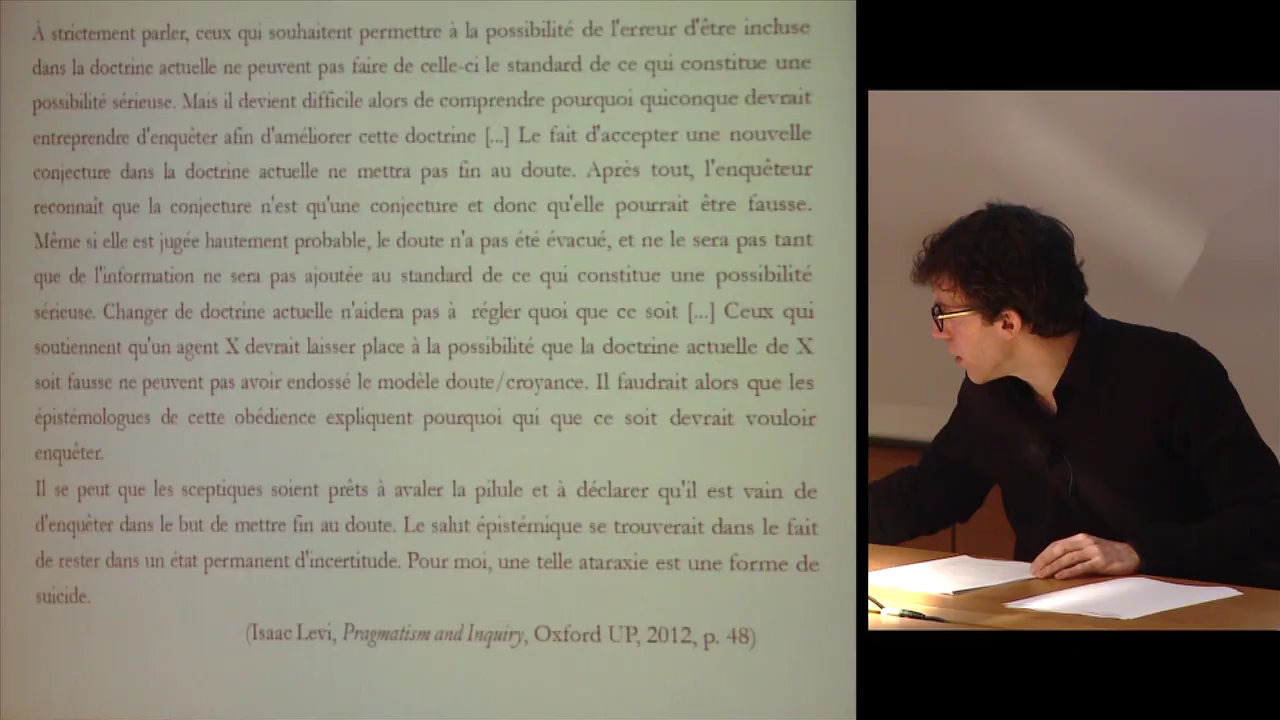 À strictement parler, ceux qui souhaitent permettre à la possibilité de l'erreur d'être incluse
dans la doctrine actuelle ne peuvent pas faire de celle-ci le standard de ce qui constitue une
possibilité sérieuse. Mais il devient difficile alors de comprendre pourquoi quiconque devrait
entreprendre d'enquêter afin d'améliorer cette doctrine [...] Le fait d'accepter une nouvelle
conjecture dans la doctrine actuelle ne mettra pas fin au doute. Après tout, l'enquêteur
reconnaît que la conjecture n'est qu'une conjecture et donc qu'elle pourrait être fausse.
Même si elle est jugée hautement probable, le doute n'a pas été évacué, et ne le sera pas tant
que de l'information ne sera pas ajoutée au standard de ce qui constitue une possibilité
sérieuse. Changer de doctrine actuelle n'aidera pas à régler quoi que ce soit [...] Ceux qui
soutiennent qu'un agent X devrait laisser place à la possibilité que la doctrine actuelle de X
soit fausse ne peuvent pas avoir endossé le modèle doute/croyance. Il faudrait alors que les
épistémologues de cette obédience expliquent pourquoi qui que ce soit devrait vouloir
enquêter.
Il se peut que les sceptiques soient prêts à avaler la pilule et à déclarer qu'il est vain de
d'enquêter dans le but de mettre fin au doute. Le salut épistémique se trouverait dans le fait
de rester dans un état permanent d'incertitude. Pour moi, une telle ataraxie est une forme de
suicide.
(Isaac Levi, Pragmatism and Inquiry, Oxford UP, 2012, p. 48)